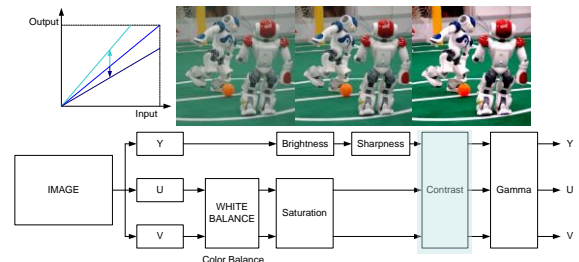 Output
Input
Y
Brightness
Sharpness
Y
IMAGE
U
WHITE
BALANCE
Saturation
Contrast
Gamma
U
V
V
Color Balance